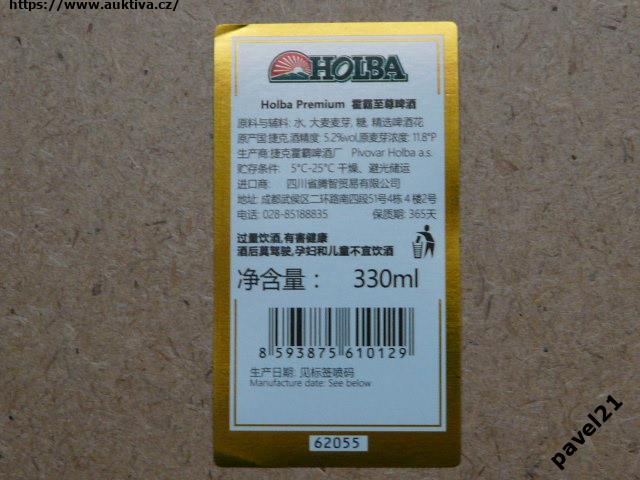 https://www.auktiva.cz/
HOLBA
Holba Premium 霍霸至尊啤酒
原料与辅料: 水, 大麦麦芽, 糖, 精选啤酒花
原产国:捷克,酒精度: 5.2%vol,原麦芽浓度: 11.8°P
生产商:捷克霍霸啤酒厂 Pivovar Holba a.s.
贮存条件: 5°C-25°C 干燥、避光储运
进口商: 四川省腾智贸易有限公司
地址: 成都武侯区二环路南四段51号4栋 4 楼2号
电话: 028-85188835 保质期: 365天
过量饮酒,有害健康
酒后莫驾驶,孕妇和儿童不宜饮酒
净含量： 330ml
8 593875 610129
生产日期: 见标签喷码
Manufacture date: See below
62055
pavel21